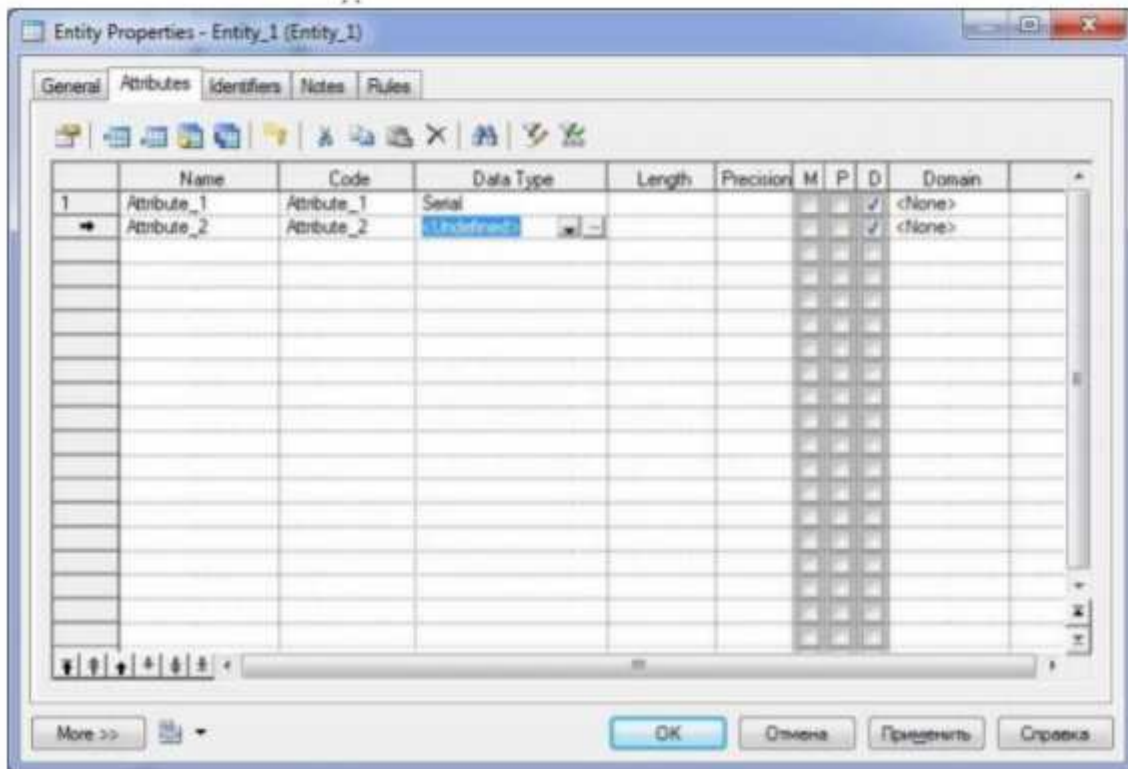 Entity Properties - Entity_1 (Entity_1)
General Attributes Identifiers Notes Rules
Name Code Data Type Length Precision M P D Domain
1 Attribute_1 Attribute_1 Serial <None>
Attribute_2 Attribute_2 <Undefined> <None>
More >> OK Отмена Применить Справка